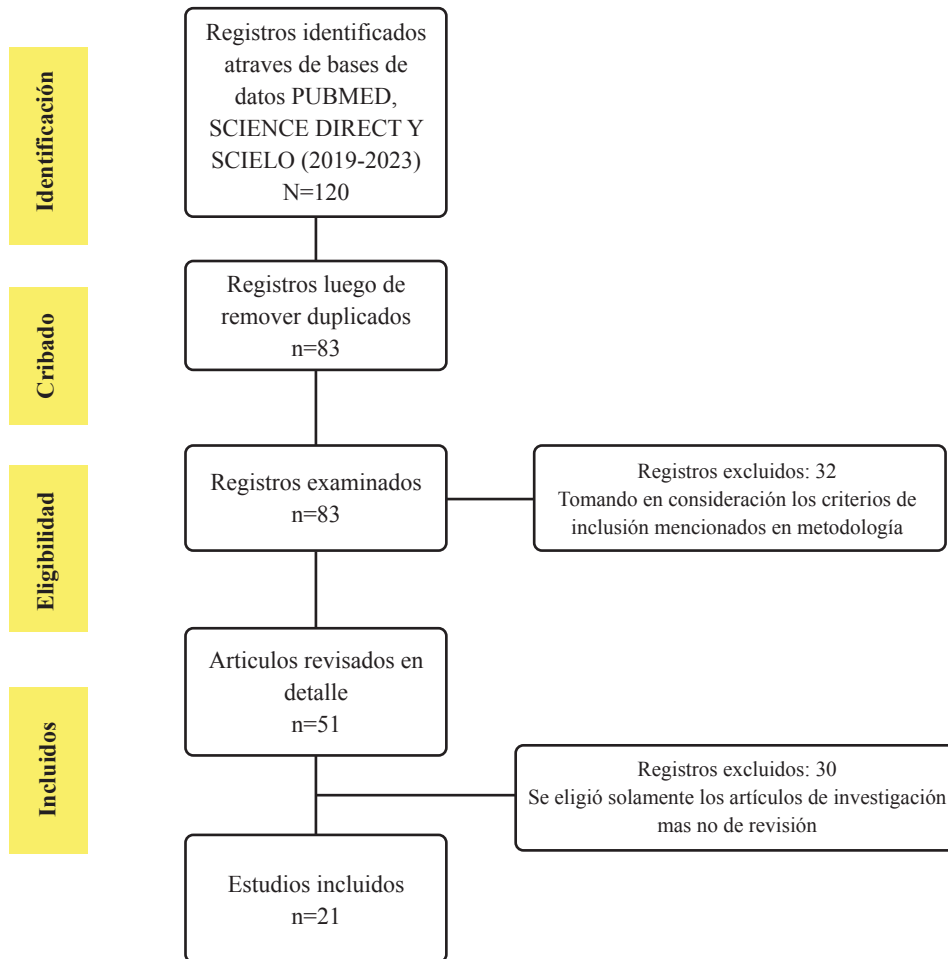 Identificación
Registros identificados
atraves de bases de
datos PUBMED,
SCIENCE DIRECT Y
SCIELO (2019-2023)
N=120
Cribado
Registros luego de
remover duplicados
n=83
Eligibilidad
Registros examinados
n=83
Registros excluidos: 32
Tomando en consideración los criterios de
inclusión mencionados en metodología
Incluidos
Articulos revisados en
detalle
n=51
Registros excluidos: 30
Se eligió solamente los artículos de investigación
mas no de revisión
Estudios incluidos
n=21